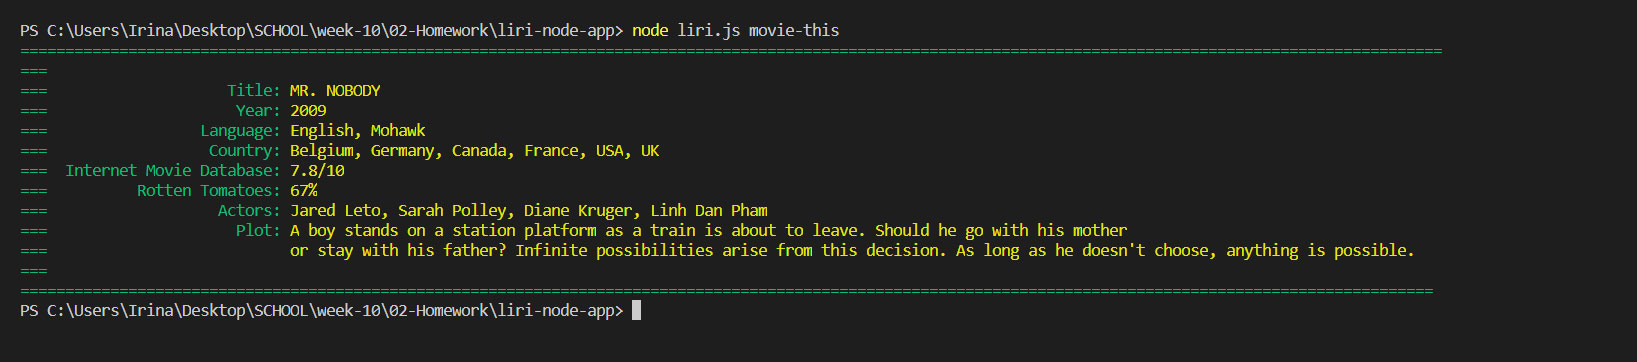 PS C:\Users\Irina\Desktop\SCHOOL\week-10\02-Homework\liri-node-app> node liri.js movie-this
==============================================================================================================================================================
===
===                    Title: MR. NOBODY
===                     Year: 2009
===                 Language: English, Mohawk
===                  Country: Belgium, Germany, Canada, France, USA, UK
===  Internet Movie Database: 7.8/10
===          Rotten Tomatoes: 67%
===                   Actors: Jared Leto, Sarah Polley, Diane Kruger, Linh Dan Pham
===                     Plot: A boy stands on a station platform as a train is about to leave. Should he go with his mother
===                           or stay with his father? Infinite possibilities arise from this decision. As long as he doesn't choose, anything is possible.
===
=============================================================================================================================================================
PS C:\Users\Irina\Desktop\SCHOOL\week-10\02-Homework\liri-node-app>